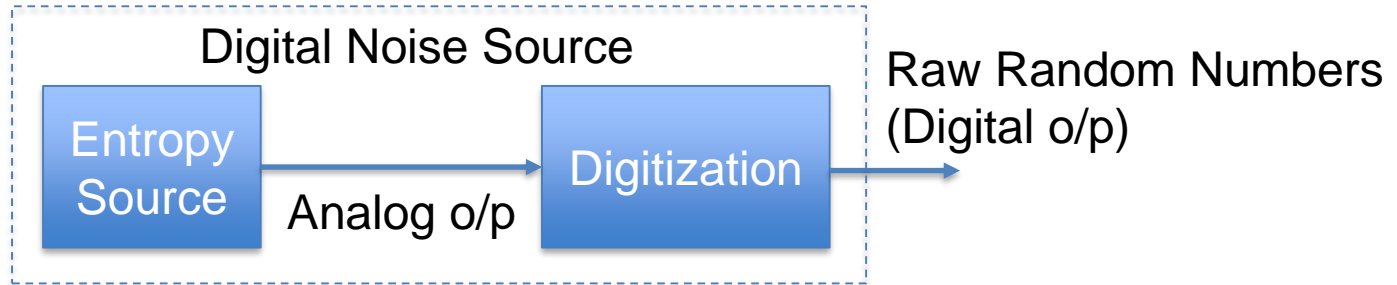 Digital Noise Source
Entropy
Source
Analog o/p
Digitization
Raw Random Numbers
(Digital o/p)